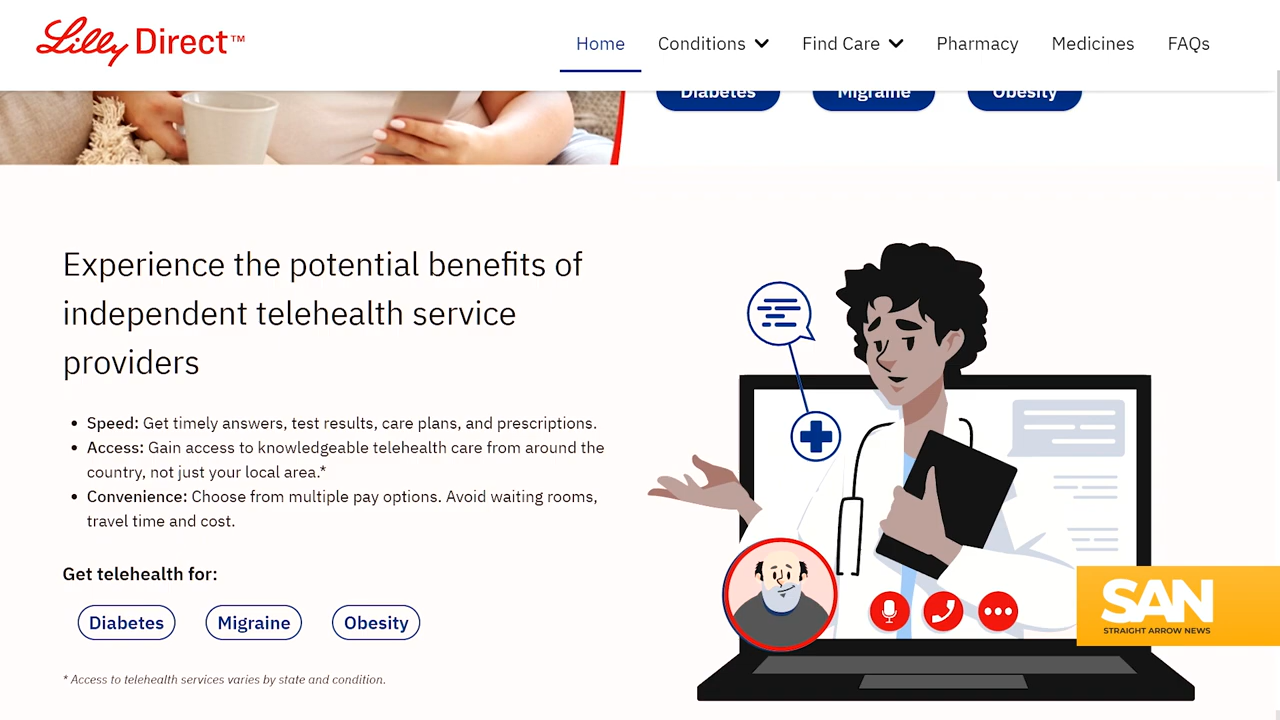 Lilly Direct™
Home Conditions Find Care Pharmacy Medicines FAQs
Diabetes Migraine Obesity
Experience the potential benefits of
independent telehealth service
providers
• Speed: Get timely answers, test results, care plans, and prescriptions.
• Access: Gain access to knowledgeable telehealth care from around the
country, not just your local area.*
• Convenience: Choose from multiple pay options. Avoid waiting rooms,
travel time and cost.
Get telehealth for:
Diabetes Migraine Obesity
* Access to telehealth services varies by state and condition.
SAN
STRAIGHT ARROW NEWS